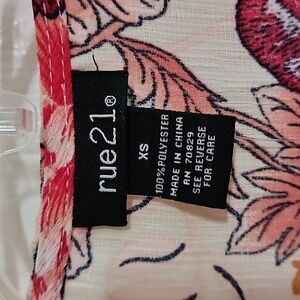 rue21®
XS
100% POLYESTER
MADE IN CHINA
RN 70829
SEE REVERSE
FOR CARE